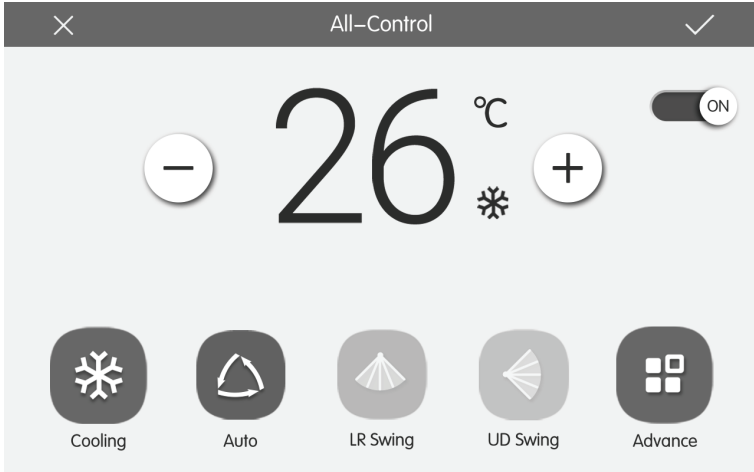 All-Control
26 °C
ON
Cooling
Auto
LR Swing
UD Swing
Advance